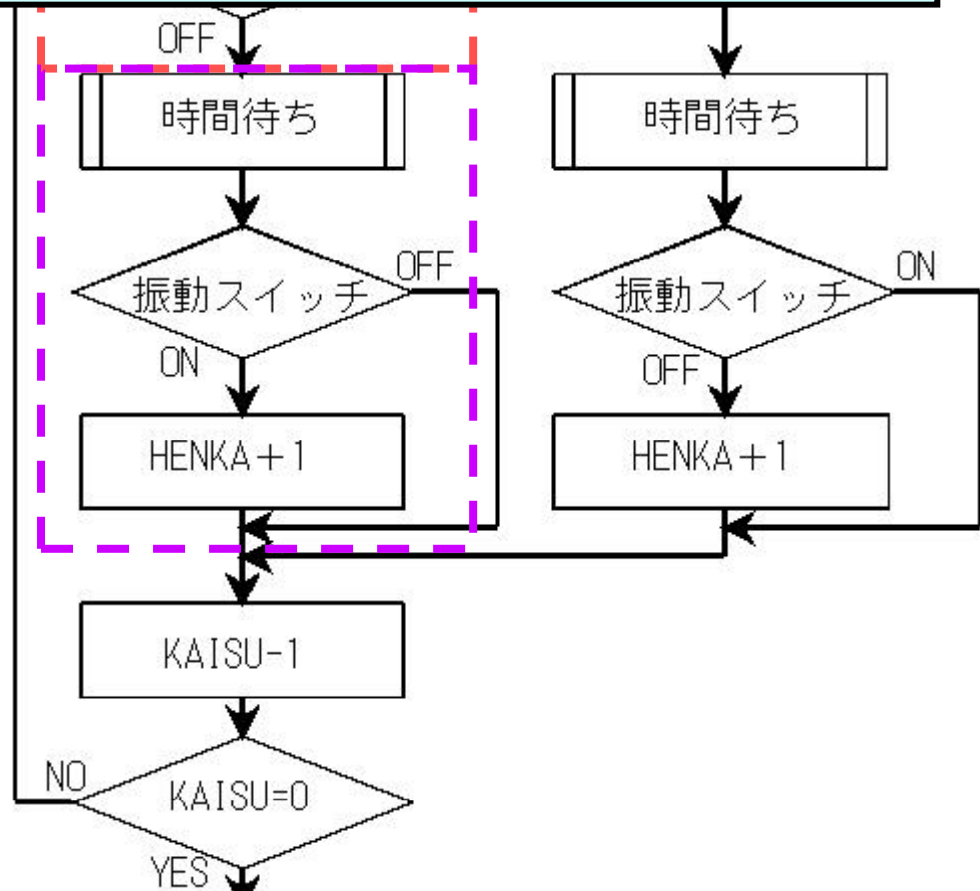 OFF
時間待ち
時間待ち
振動スイッチ
OFF
振動スイッチ
ON
ON
OFF
HENKA+1
HENKA+1
KAISU-1
NO
KAISU=0
YES